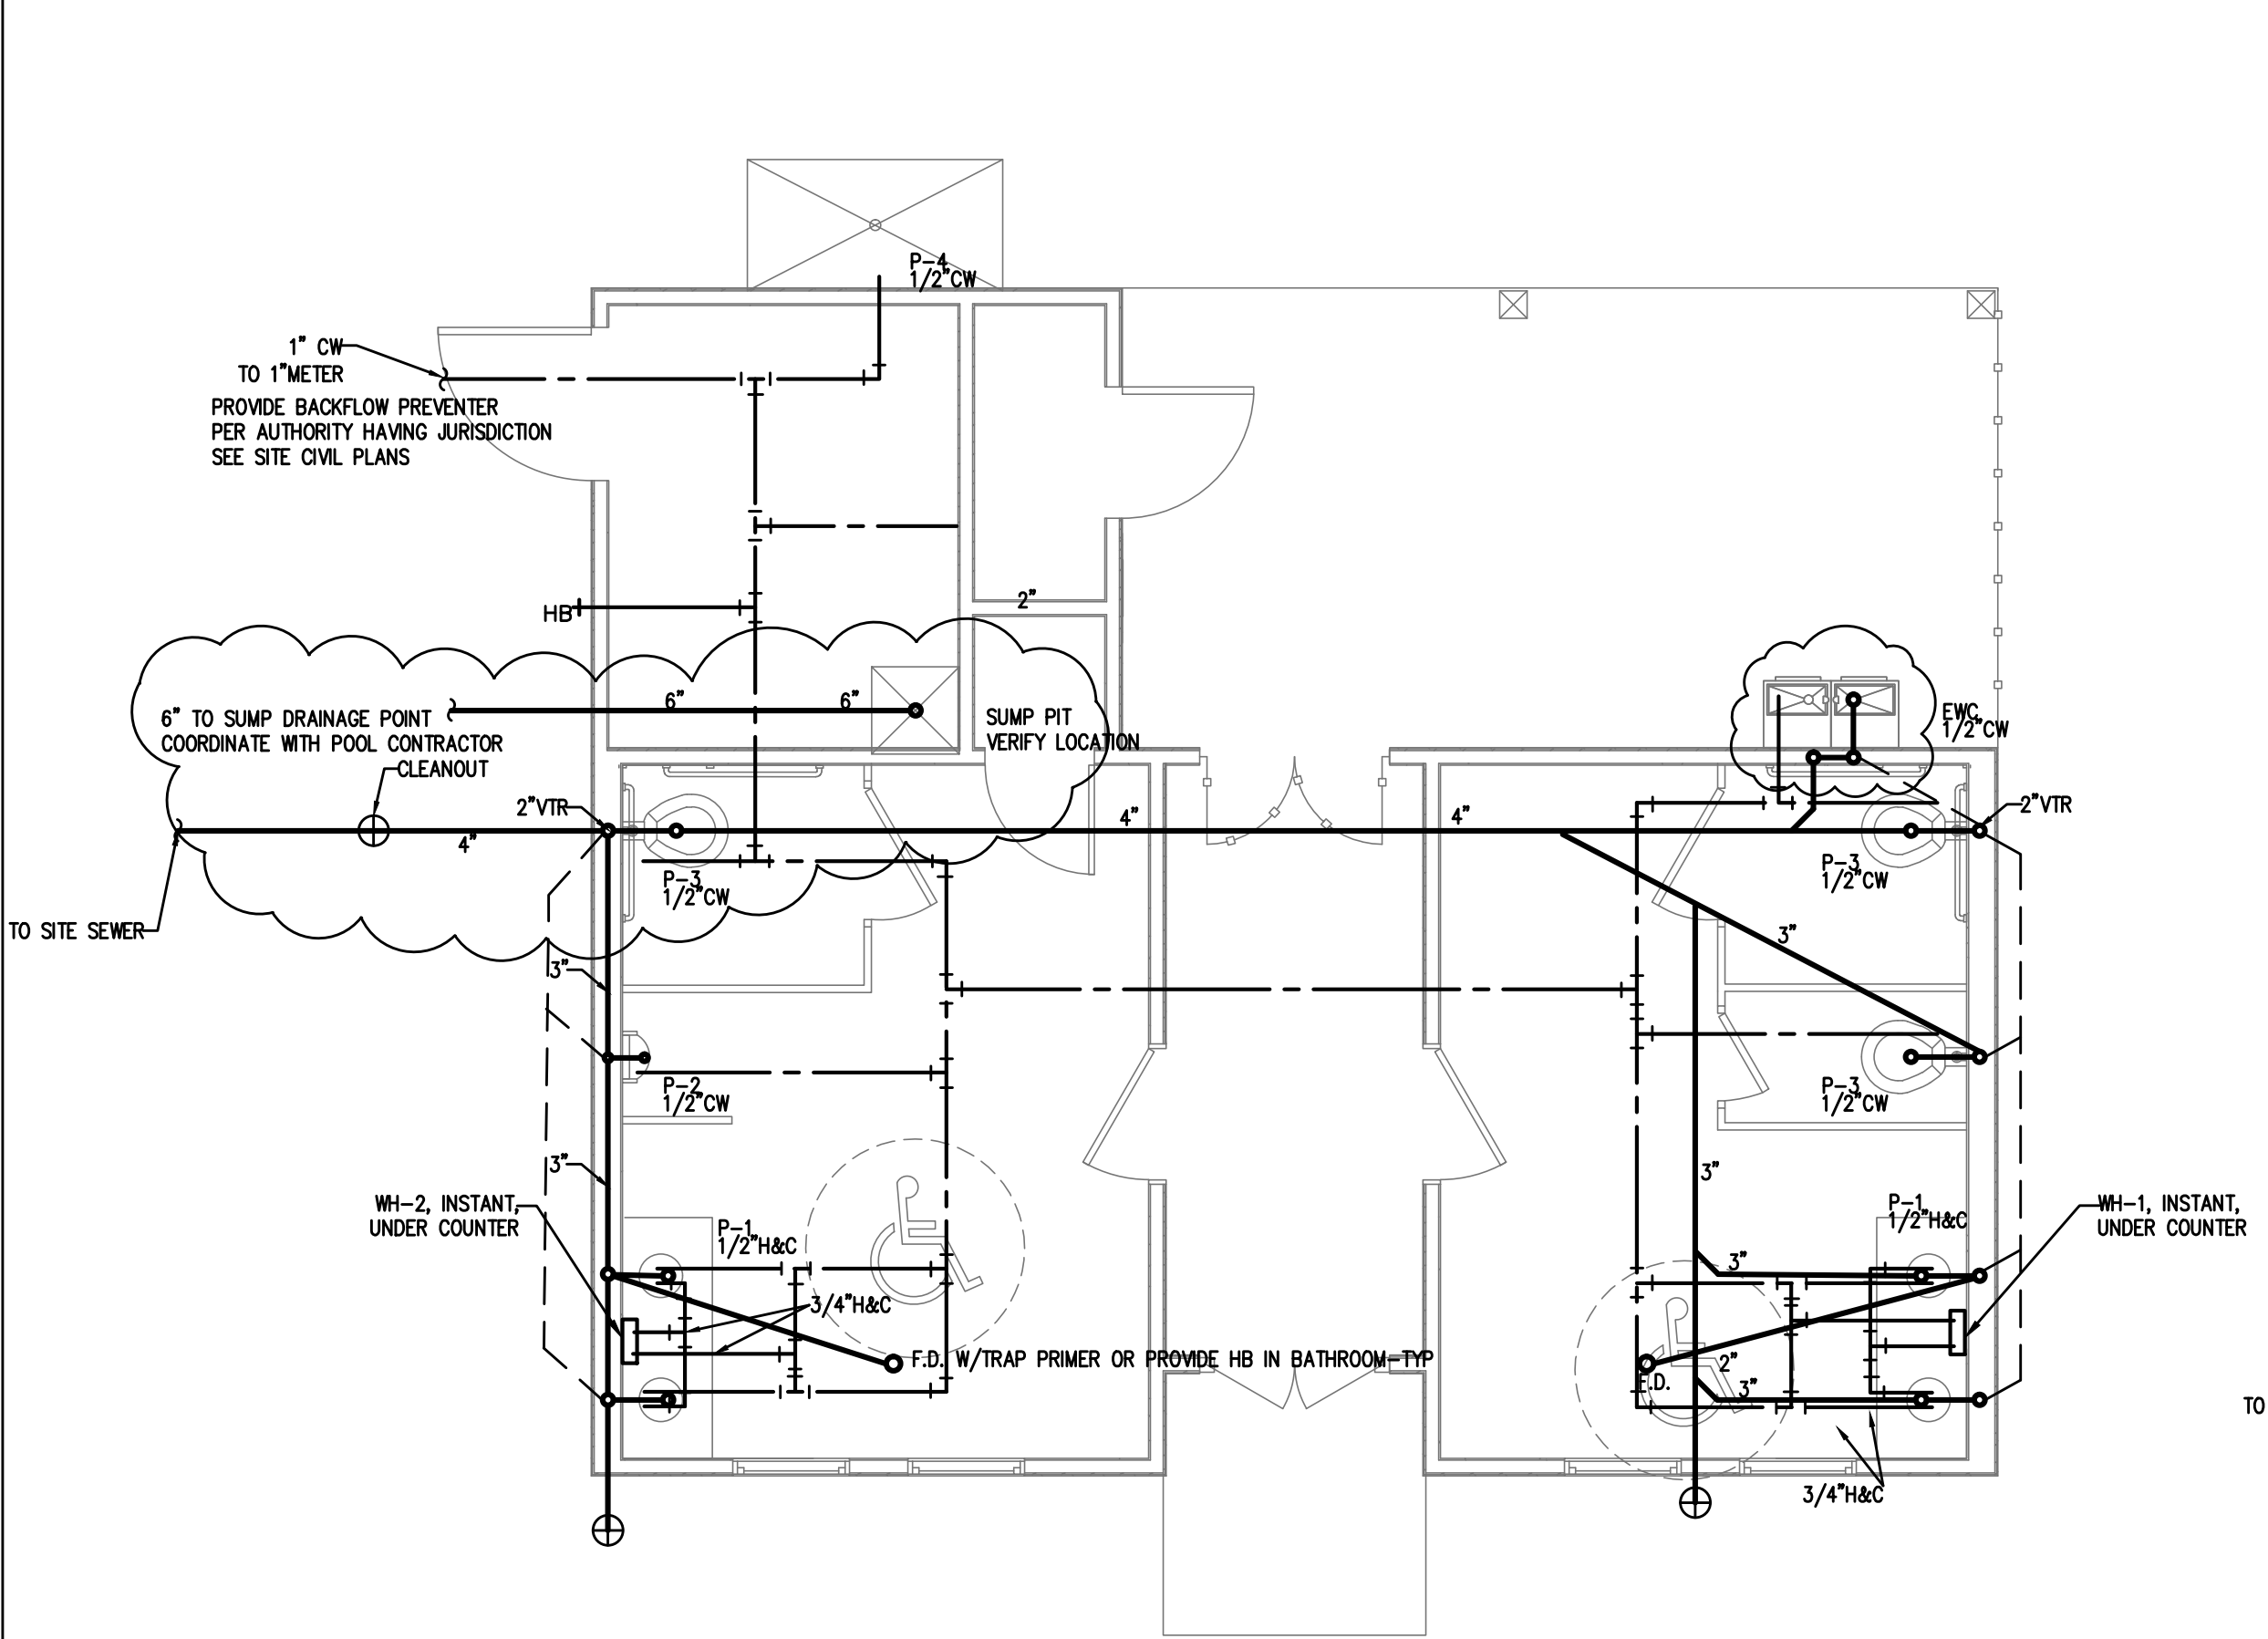 P-4
1/2"CW
1" CW
TO 1"METER
PROVIDE BACKFLOW PREVENTER
PER AUTHORITY HAVING JURISDICTION
SEE SITE CIVIL PLANS
HB
2"
6"
6"
6" TO SUMP DRAINAGE POINT
COORDINATE WITH POOL CONTRACTOR
CLEANOUT
SUMP PIT
VERIFY LOCATION
EWC
1/2"CW
2"VTR
2"VTR
4"
4"
4"
P-3
1/2"CW
P-3
1/2"CW
TO SITE SEWER
3"
3"
P-2
1/2"CW
P-3
1/2"CW
3"
3"
WH-2, INSTANT,
UNDER COUNTER
P-1
1/2"H&C
P-1
1/2"H&C
WH-1, INSTANT,
UNDER COUNTER
3"
3/4"H&C
F.D. W/TRAP PRIMER OR PROVIDE HB IN BATHROOM-TYP
2"
F.D.
3"
TO
3/4"H&C